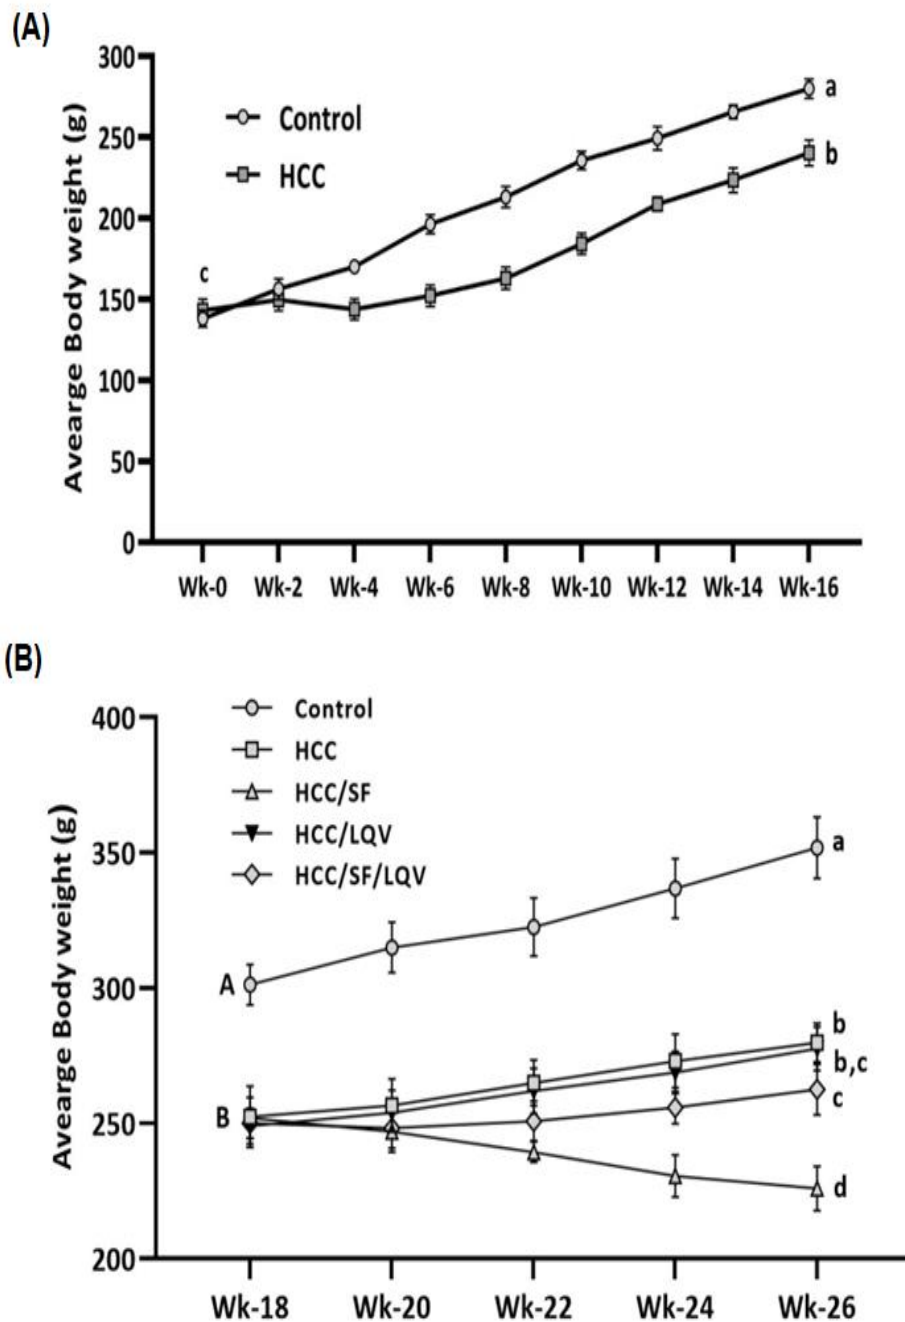 (A)
300
250
200
150
100
50
0
Avearge Body weight (g)
Control
HCC
a
b
c
Wk-0 Wk-2 Wk-4 Wk-6 Wk-8 Wk-10 Wk-12 Wk-14 Wk-16
(B)
400
350
300
250
200
Avearge Body weight (g)
Control
HCC
HCC/SF
HCC/LQV
HCC/SF/LQV
a
A
b
b,c
c
B
d
Wk-18 Wk-20 Wk-22 Wk-24 Wk-26